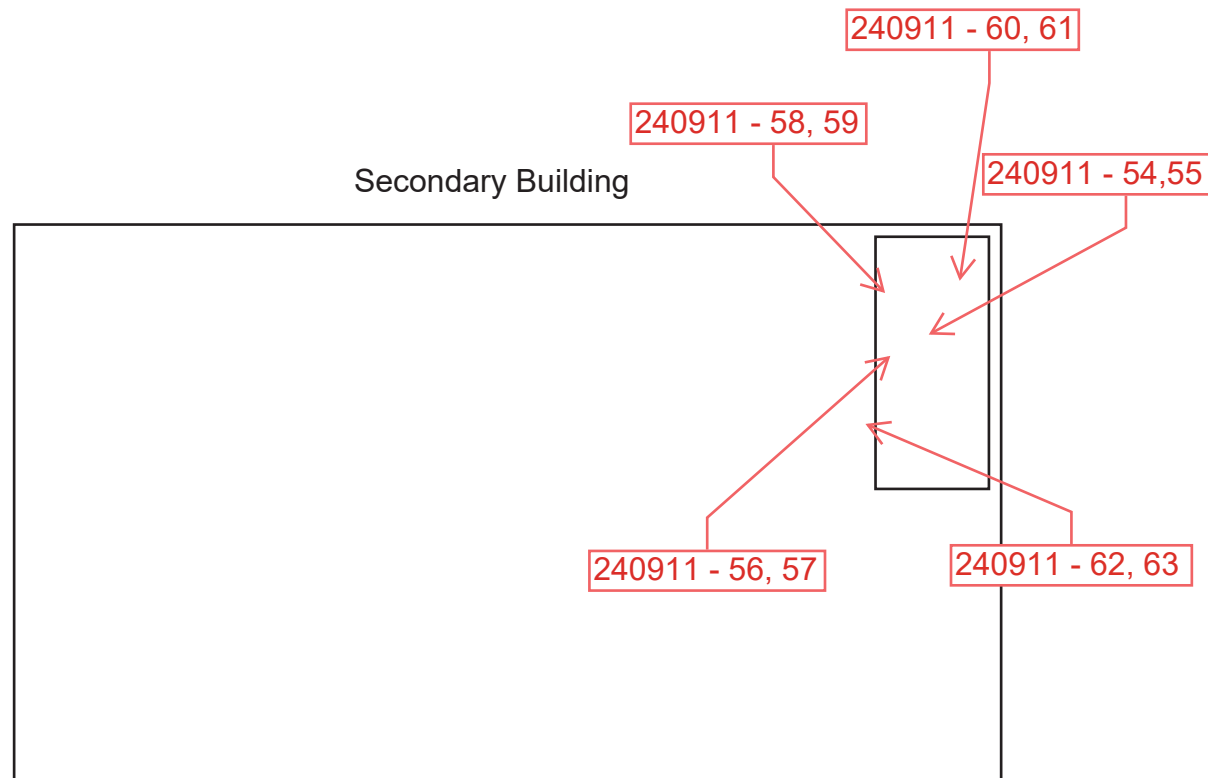 240911 - 60, 61
240911 - 58, 59
Secondary Building
240911 - 54,55
240911 - 56, 57
240911 - 62, 63